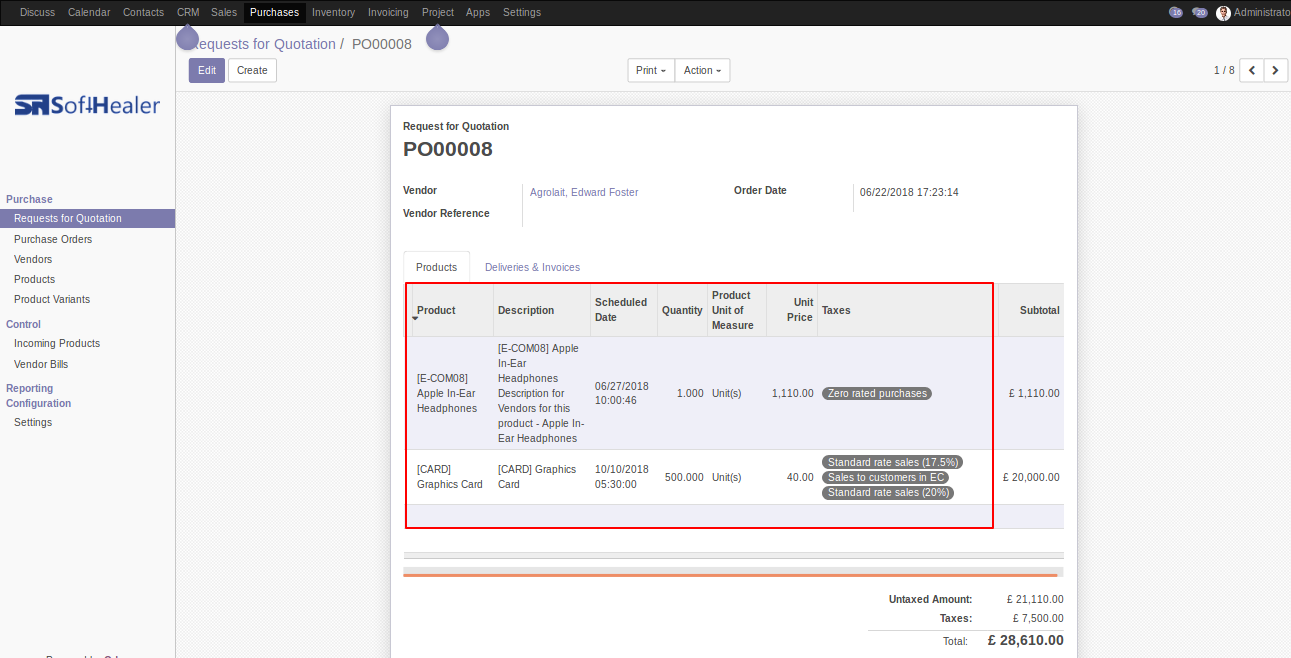 Discuss Calendar Contacts CRM Sales Purchases Inventory Invoicing Project Apps Settings 16 20 Administrato
equests for Quotation / PO00008
Edit Create Print Action 1 / 8
SoftHealer
Purchase
Requests for Quotation
Purchase Orders
Vendors
Products
Product Variants
Control
Incoming Products
Vendor Bills
Reporting
Configuration
Settings
Request for Quotation
PO00008
Vendor Agrolait, Edward Foster Order Date 06/22/2018 17:23:14
Vendor Reference
Products Deliveries & Invoices
Product Description Scheduled Date Quantity Product Unit of Measure Unit Price Taxes Subtotal
[E-COM08] Apple In-Ear Headphones
[E-COM08] Apple
In-Ear
Headphones
Description for
Vendors for this
product - Apple In-
Ear Headphones
06/27/2018 10:00:46 1.000 Unit(s) 1,110.00 Zero rated purchases £ 1,110.00
[CARD] Graphics Card
[CARD] Graphics Card
10/10/2018 05:30:00 500.000 Unit(s) 40.00
Standard rate sales (17.5%)
Sales to customers in EC
Standard rate sales (20%)
£ 20,000.00
Untaxed Amount: £ 21,110.00
Taxes: £ 7,500.00
Total: £ 28,610.00